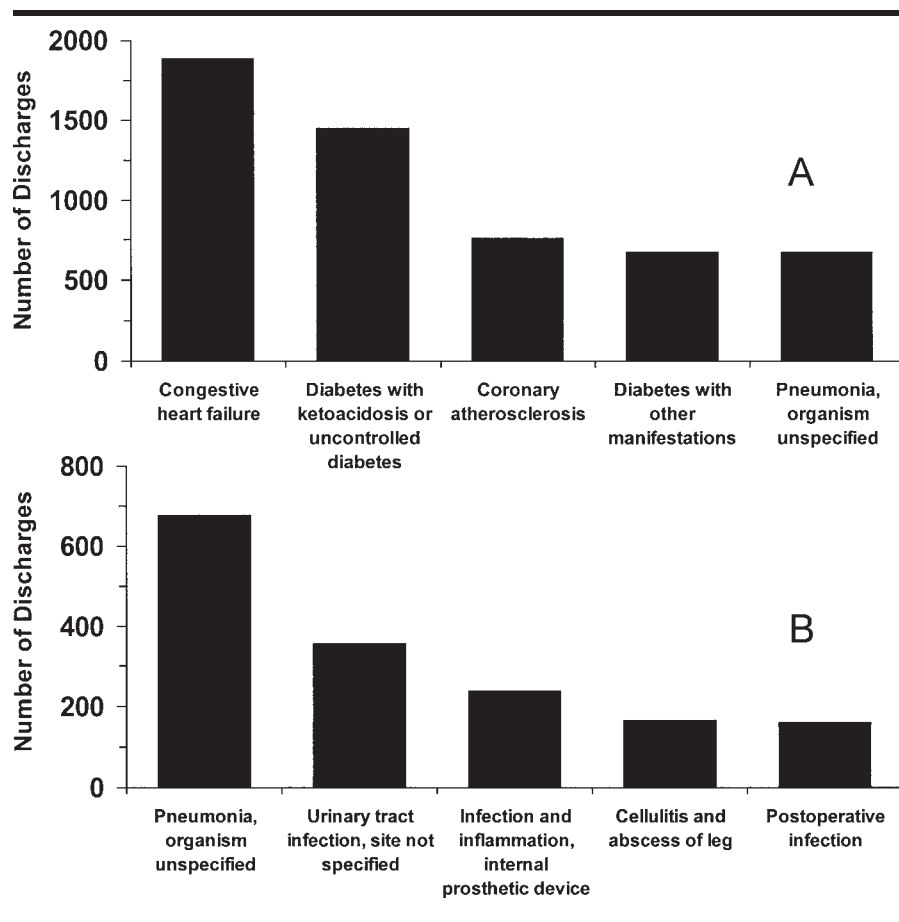 Number of Discharges
2000
1500
1000
500
0
A
Congestive
heart failure
Diabetes with
ketoacidosis or
uncontrolled
diabetes
Coronary
atherosclerosis
Diabetes with
other
manifestations
Pneumonia,
organism
unspecified
Number of Discharges
800
600
400
200
0
B
Pneumonia,
organism
unspecified
Urinary tract
infection, site not
specified
Infection and
inflammation,
internal
prosthetic device
Cellulitis and
abscess of leg
Postoperative
infection